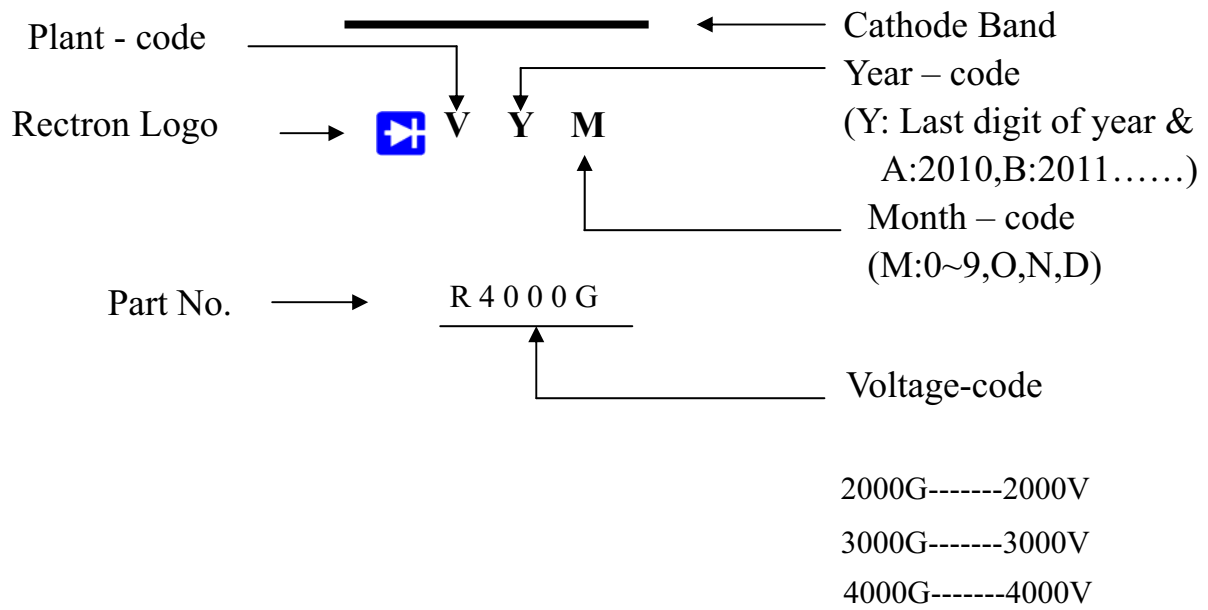 Plant - code
Cathode Band
Year – code
(Y: Last digit of year &
A:2010,B:2011......)
Rectron Logo
V Y M
Month – code
(M:0~9,O,N,D)
Part No.
R 4 0 0 0 G
Voltage-code
2000G-------2000V
3000G-------3000V
4000G-------4000V